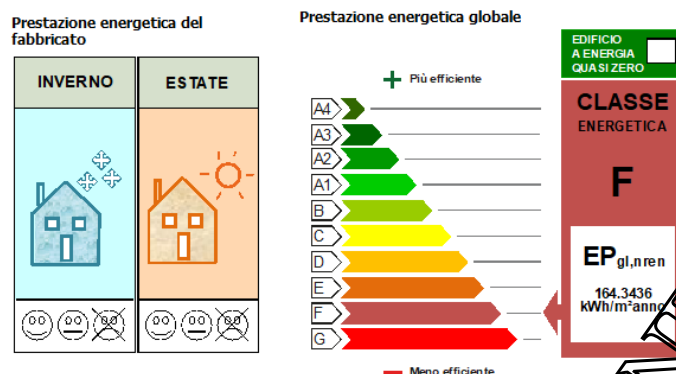 Prestazione energetica del
fabbricato
INVERNO
ESTATE
Prestazione energetica globale
Più efficiente
A4
A3
A2
A1
B
C
D
E
F
G
Meno efficiente
EDIFICIO
A ENERGIA
QUASI ZERO
CLASSE
ENERGETICA
F
EPgl,nren
164.3436
kWh/m²anno